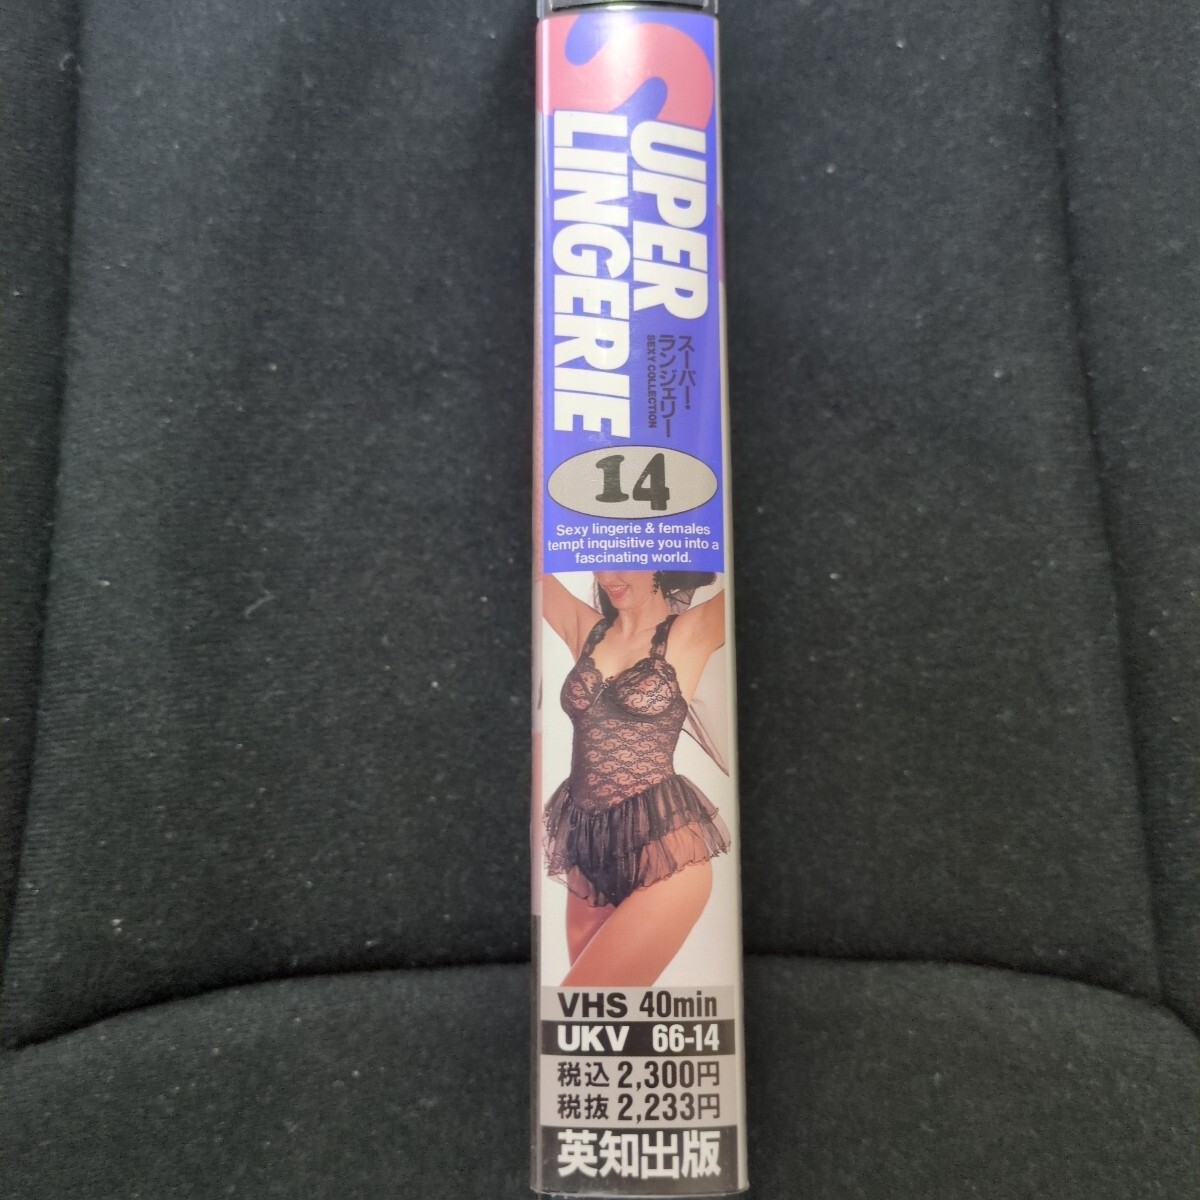 SUPER
LINGERIE
スーパー・
ランジェリー
SEXY COLLECTION
14
Sexy lingerie & females
tempt inquisitive you into a
fascinating world.
VHS 40min
UKV 66-14
税込 2,300円
税抜 2,233円
英知出版